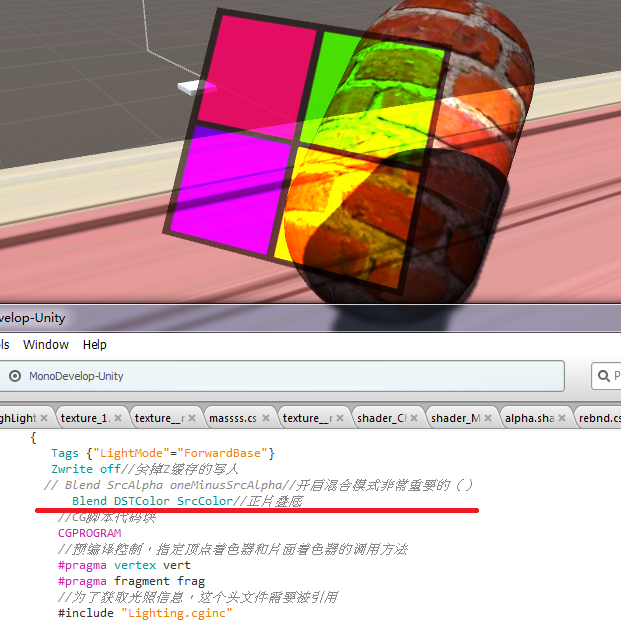 velop-Unity
ls Window Help
MonoDevelop-Unity
P
ghLight texture_1. texture__r massss.cs texture__r shader_C shader_M alpha.sha rebnd.cs
{
Tags {"LightMode"="ForwardBase"}
Zwrite off//关掉Z缓存的写入
// Blend SrcAlpha oneMinusSrcAlpha//开启混合模式非常重要的（）
Blend DSTColor SrcColor//正片叠底
//CG脚本代码块
CGPROGRAM
//预编译控制，指定顶点着色器和片面着色器的调用方法
#pragma vertex vert
#pragma fragment frag
//为了获取光照信息，这个头文件需要被引用
#include "Lighting.cginc"